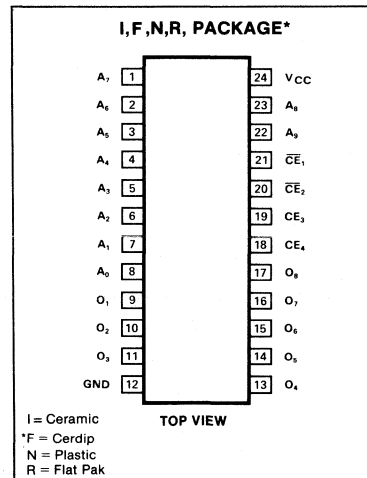 I,F,N,R, PACKAGE*
A₇ 1 24 VCC
A₆ 2 23 A₈
A₅ 3 22 A₉
A₄ 4 21 C̅E̅₁
A₃ 5 20 C̅E̅₂
A₂ 6 19 CE₃
A₁ 7 18 CE₄
A₀ 8 17 O₈
O₁ 9 16 O₇
O₂ 10 15 O₆
O₃ 11 14 O₅
GND 12 13 O₄
I = Ceramic TOP VIEW
*F = Cerdip
N = Plastic
R = Flat Pak